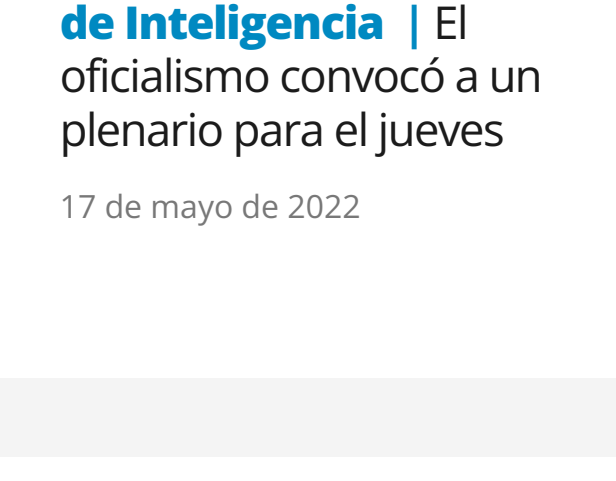 de Inteligencia | El
oficialismo convocó a un
plenario para el jueves
17 de mayo de 2022